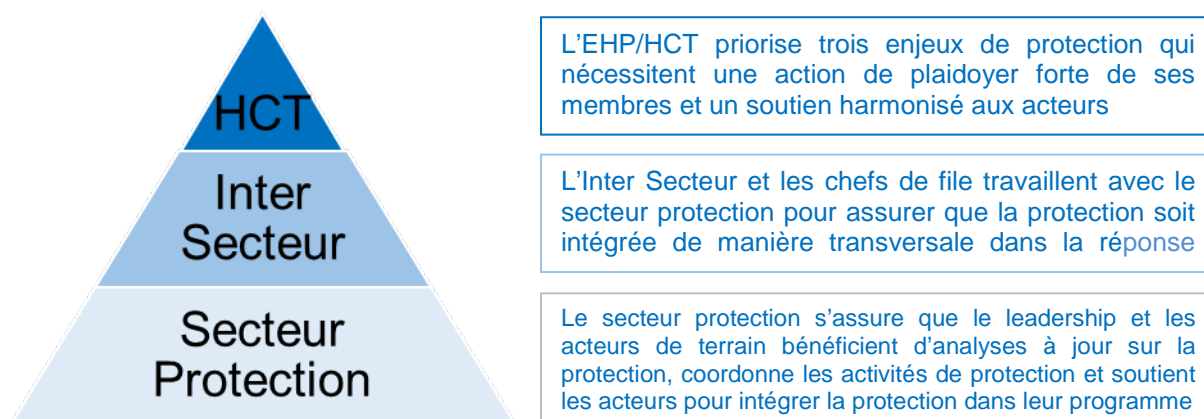 HCT
L'EHP/HCT priorise trois enjeux de protection qui
nécessitent une action de plaidoyer forte de ses
membres et un soutien harmonisé aux acteurs
Inter
Secteur
L'Inter Secteur et les chefs de file travaillent avec le
secteur protection pour assurer que la protection soit
intégrée de manière transversale dans la réponse
Secteur
Protection
Le secteur protection s'assure que le leadership et les
acteurs de terrain bénéficient d'analyses à jour sur la
protection, coordonne les activités de protection et soutient
les acteurs pour intégrer la protection dans leur programme